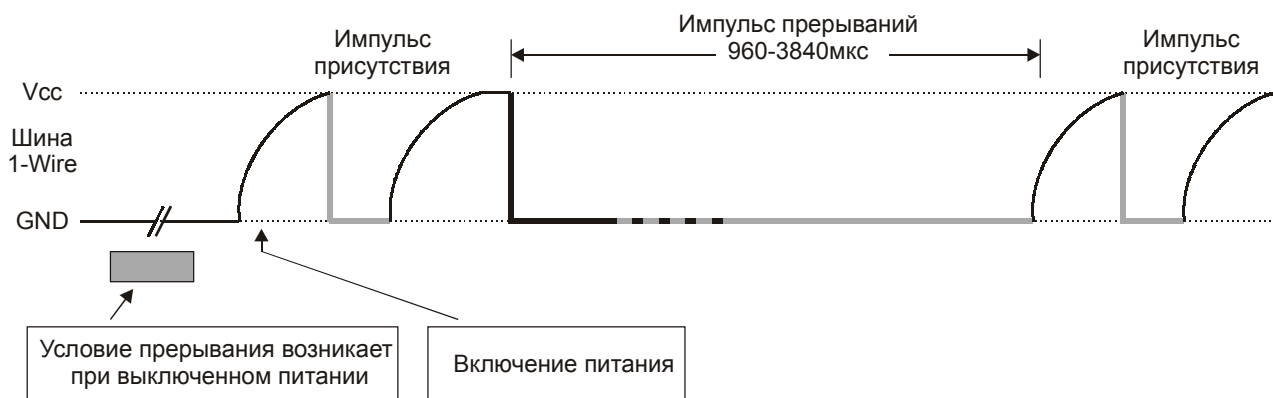 Импульс
присутствия
Импульс прерываний
960-3840мкс
Импульс
присутствия
Vcc
Шина
1-Wire
GND
Условие прерывания возникает
при выключенном питании
Включение питания